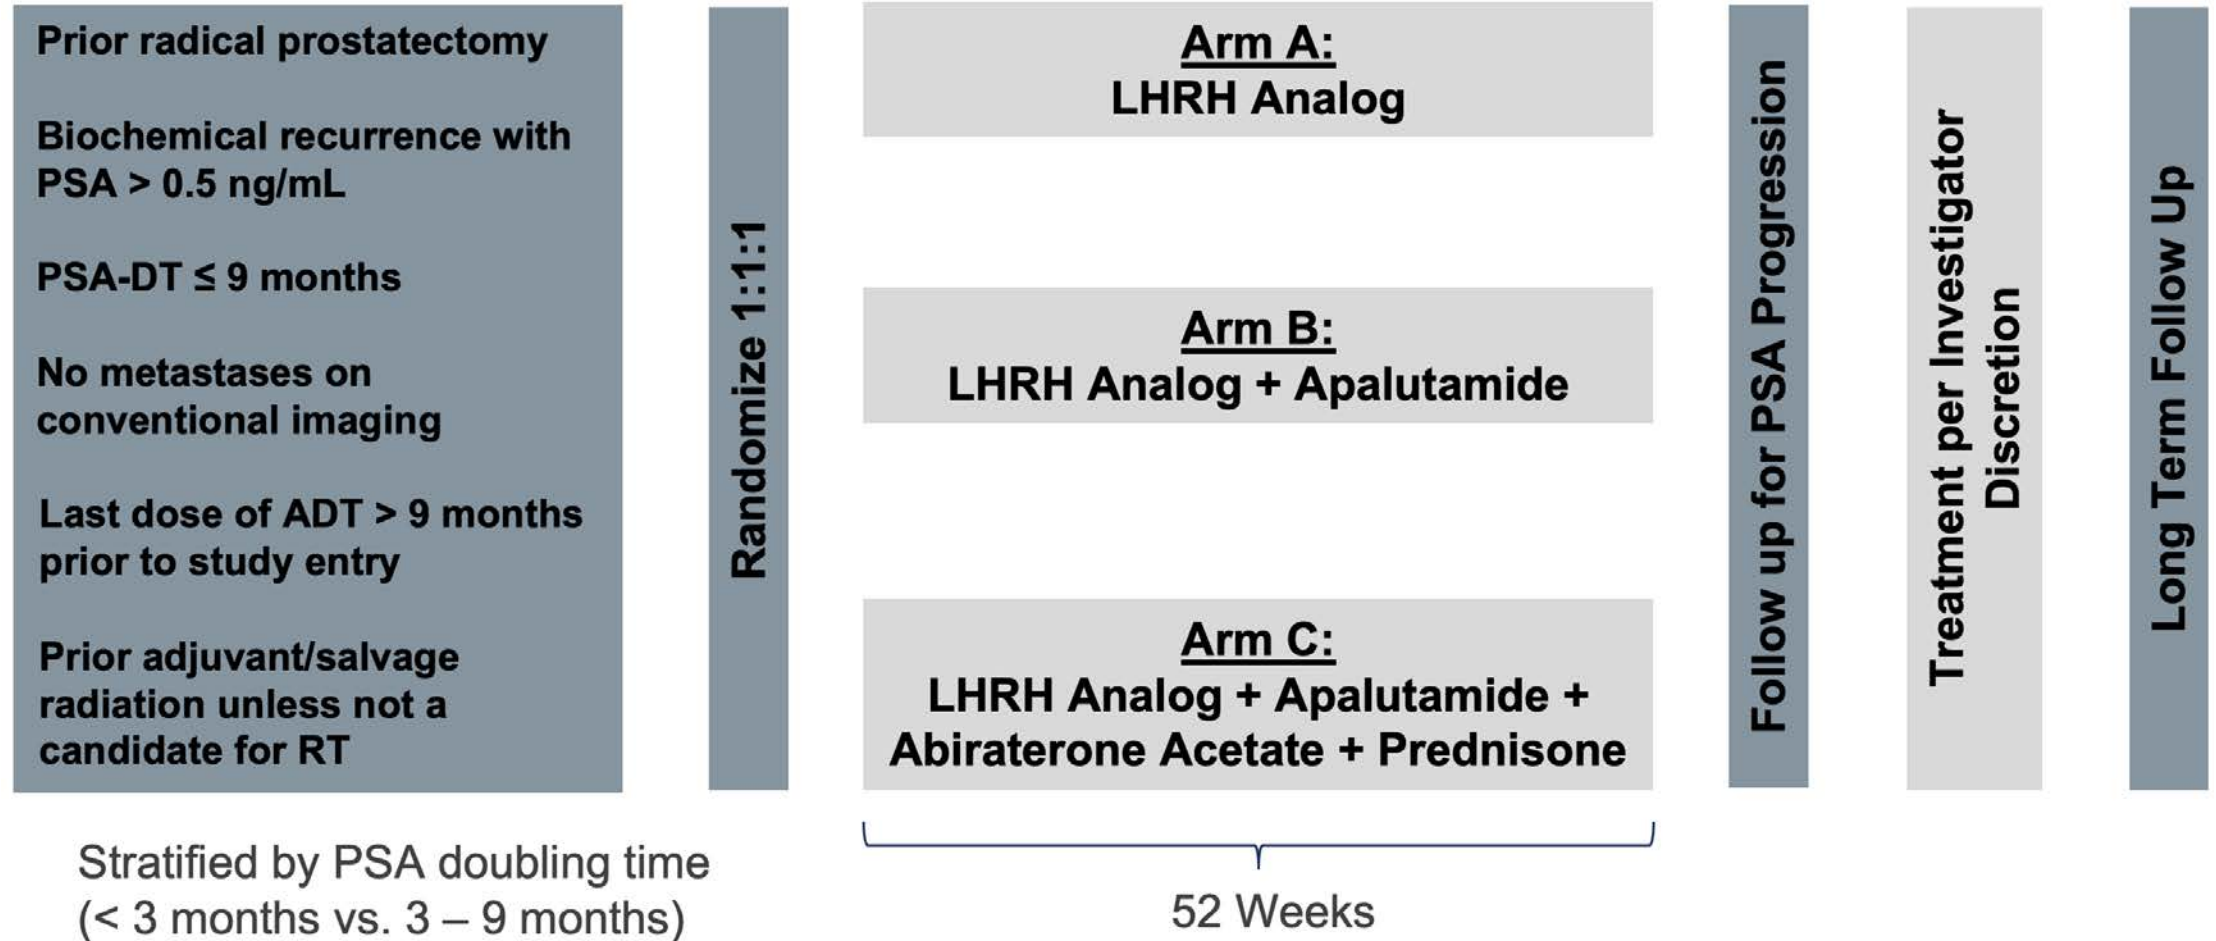 Prior radical prostatectomy
Biochemical recurrence with
PSA > 0.5 ng/mL
PSA-DT ≤ 9 months
No metastases on
conventional imaging
Last dose of ADT > 9 months
prior to study entry
Prior adjuvant/salvage
radiation unless not a
candidate for RT
Stratified by PSA doubling time
(< 3 months vs. 3 – 9 months)
Randomize 1:1:1
Arm A:
LHRH Analog
Arm B:
LHRH Analog + Apalutamide
Arm C:
LHRH Analog + Apalutamide +
Abiraterone Acetate + Prednisone
52 Weeks
Follow up for PSA Progression
Treatment per Investigator
Discretion
Long Term Follow Up